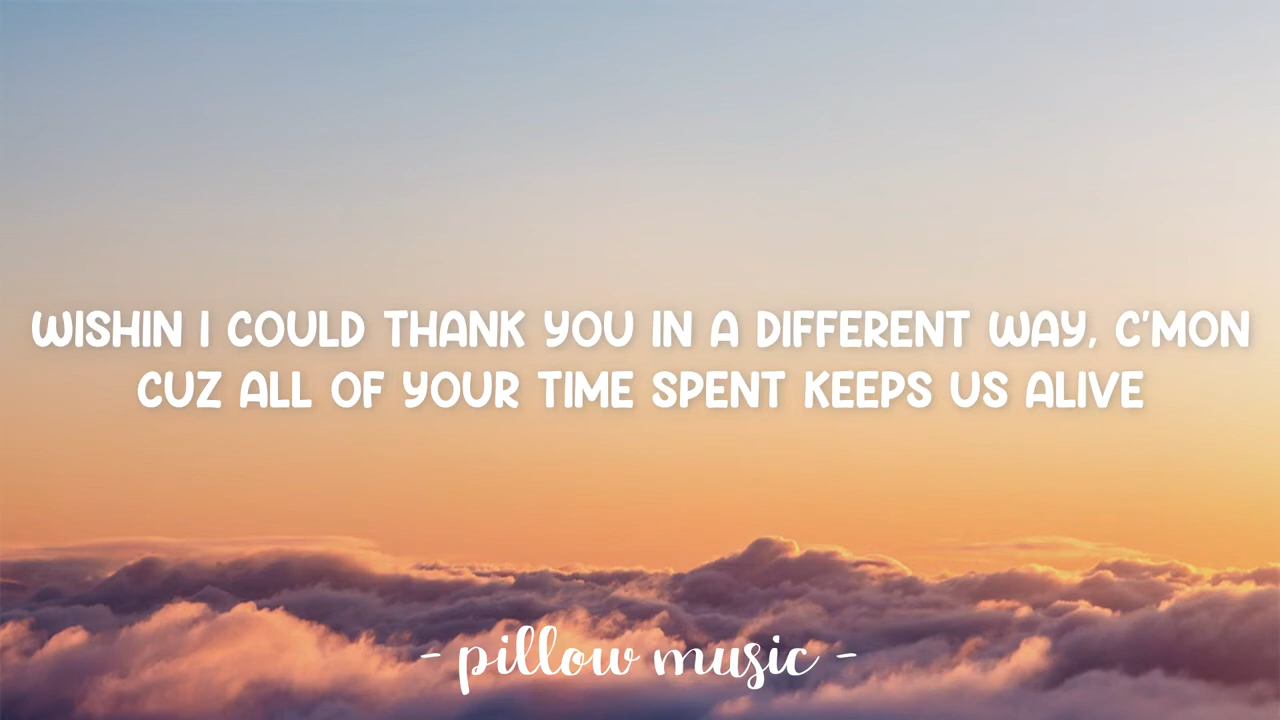 WISHIN I COULD THANK YOU IN A DIFFERENT WAY, C'MON
CUZ ALL OF YOUR TIME SPENT KEEPS US ALIVE
- pillow music -